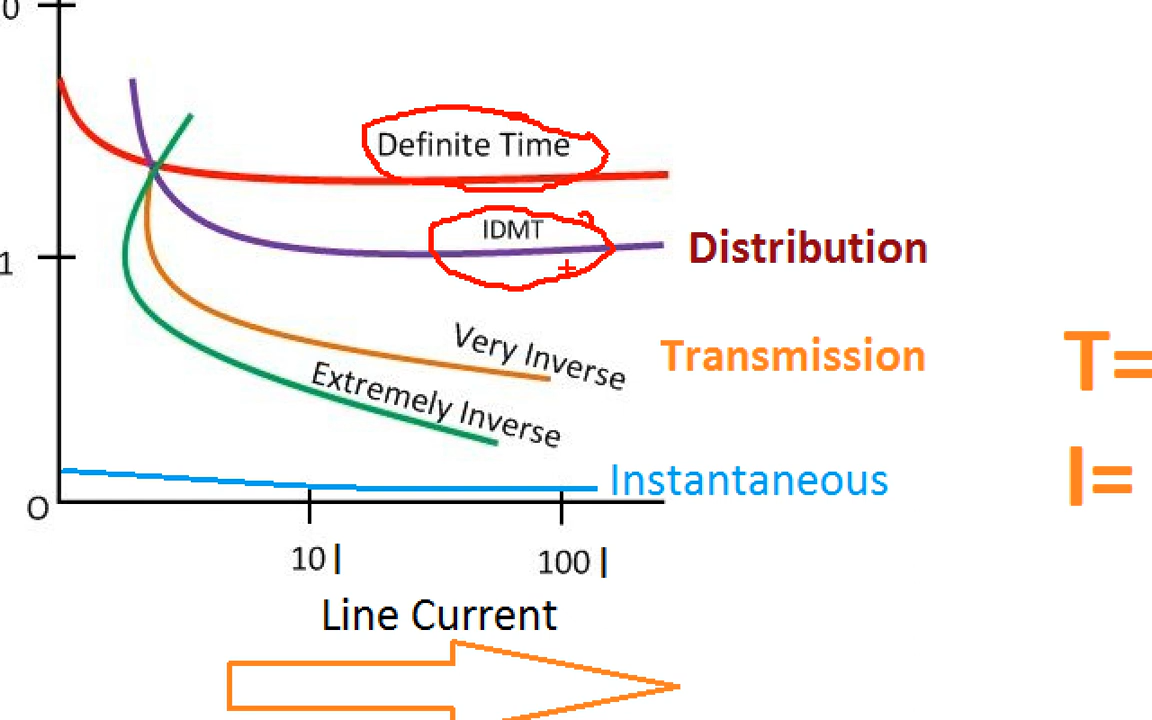 0
Definite Time
IDMT
Distribution
1
Very Inverse
Transmission
T=
Extremely Inverse
I=
Instantaneous
O
10 |
100 |
Line Current